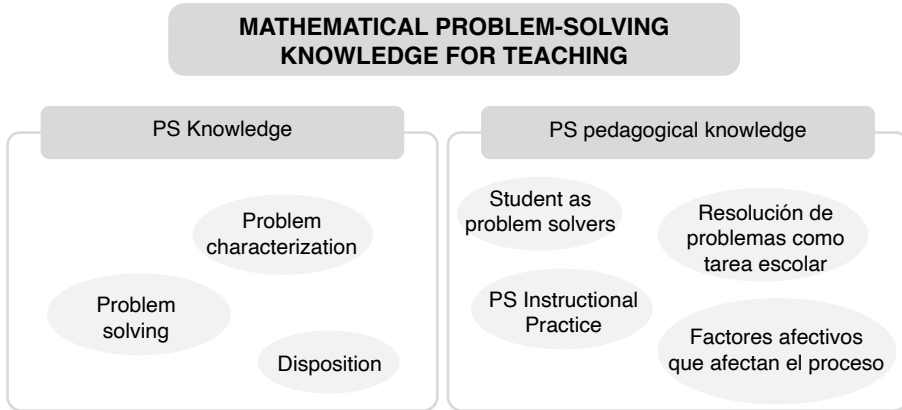 MATHEMATICAL PROBLEM-SOLVING
KNOWLEDGE FOR TEACHING
PS Knowledge
Problem
characterization
Problem
solving
Disposition
PS pedagogical knowledge
Student as
problem solvers
Resolución de
problemas como
tarea escolar
PS Instructional
Practice
Factores afectivos
que afectan el proceso